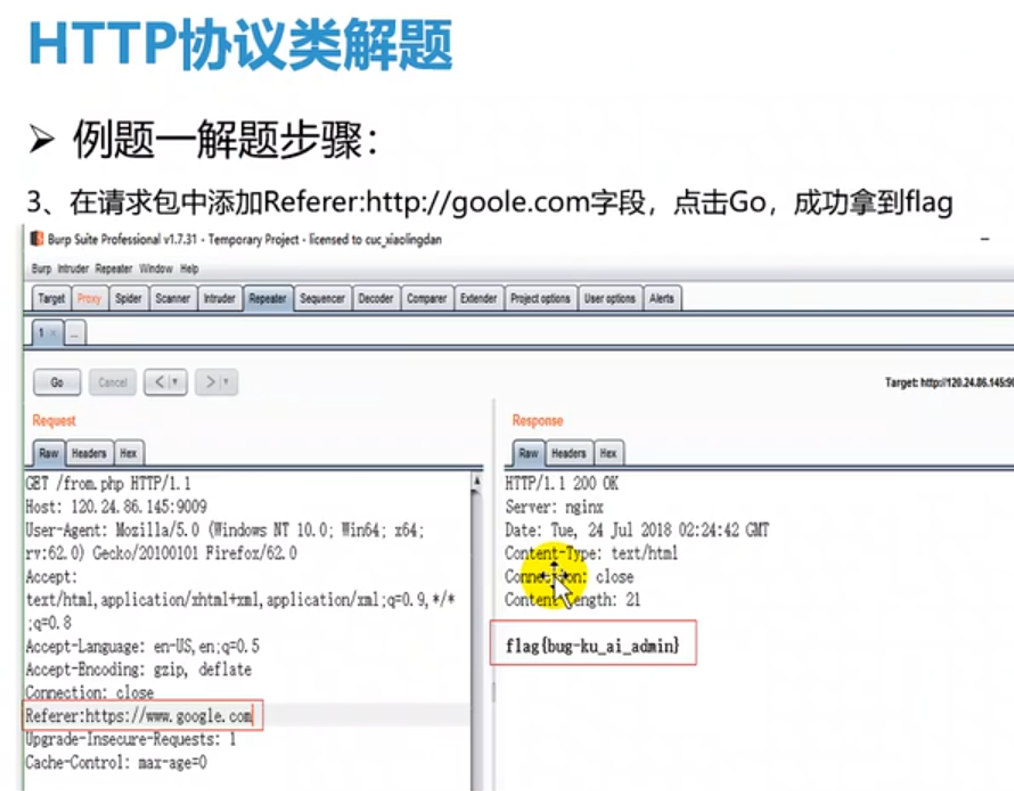 HTTP协议类解题
➢ 例题一解题步骤：
3、在请求包中添加Referer:http://goole.com字段，点击Go，成功拿到flag
Burp Suite Professional v1.7.31 - Temporary Project - licensed to cuc_xiaolingdan
Burp Intruder Repeater Window Help
Target Proxy Spider Scanner Intruder Repeater Sequencer Decoder Comparer Extender Project options User options Alerts
1 × ...
Go Cancel < > 
Target: http://120.24.86.145:90
Request
Raw Headers Hex
GET /from.php HTTP/1.1
Host: 120.24.86.145:9009
User-Agent: Mozilla/5.0 (Windows NT 10.0; Win64; x64;
rv:62.0) Gecko/20100101 Firefox/62.0
Accept:
text/html,application/xhtml+xml,application/xml;q=0.9,*/*
;q=0.8
Accept-Language: en-US,en;q=0.5
Accept-Encoding: gzip, deflate
Connection: close
Referer:https://www.google.com
Upgrade-Insecure-Requests: 1
Cache-Control: max-age=0
Response
Raw Headers Hex
HTTP/1.1 200 OK
Server: nginx
Date: Tue, 24 Jul 2018 02:24:42 GMT
Content-Type: text/html
Connection: close
Content-Length: 21
flag{bug-ku_ai_admin}